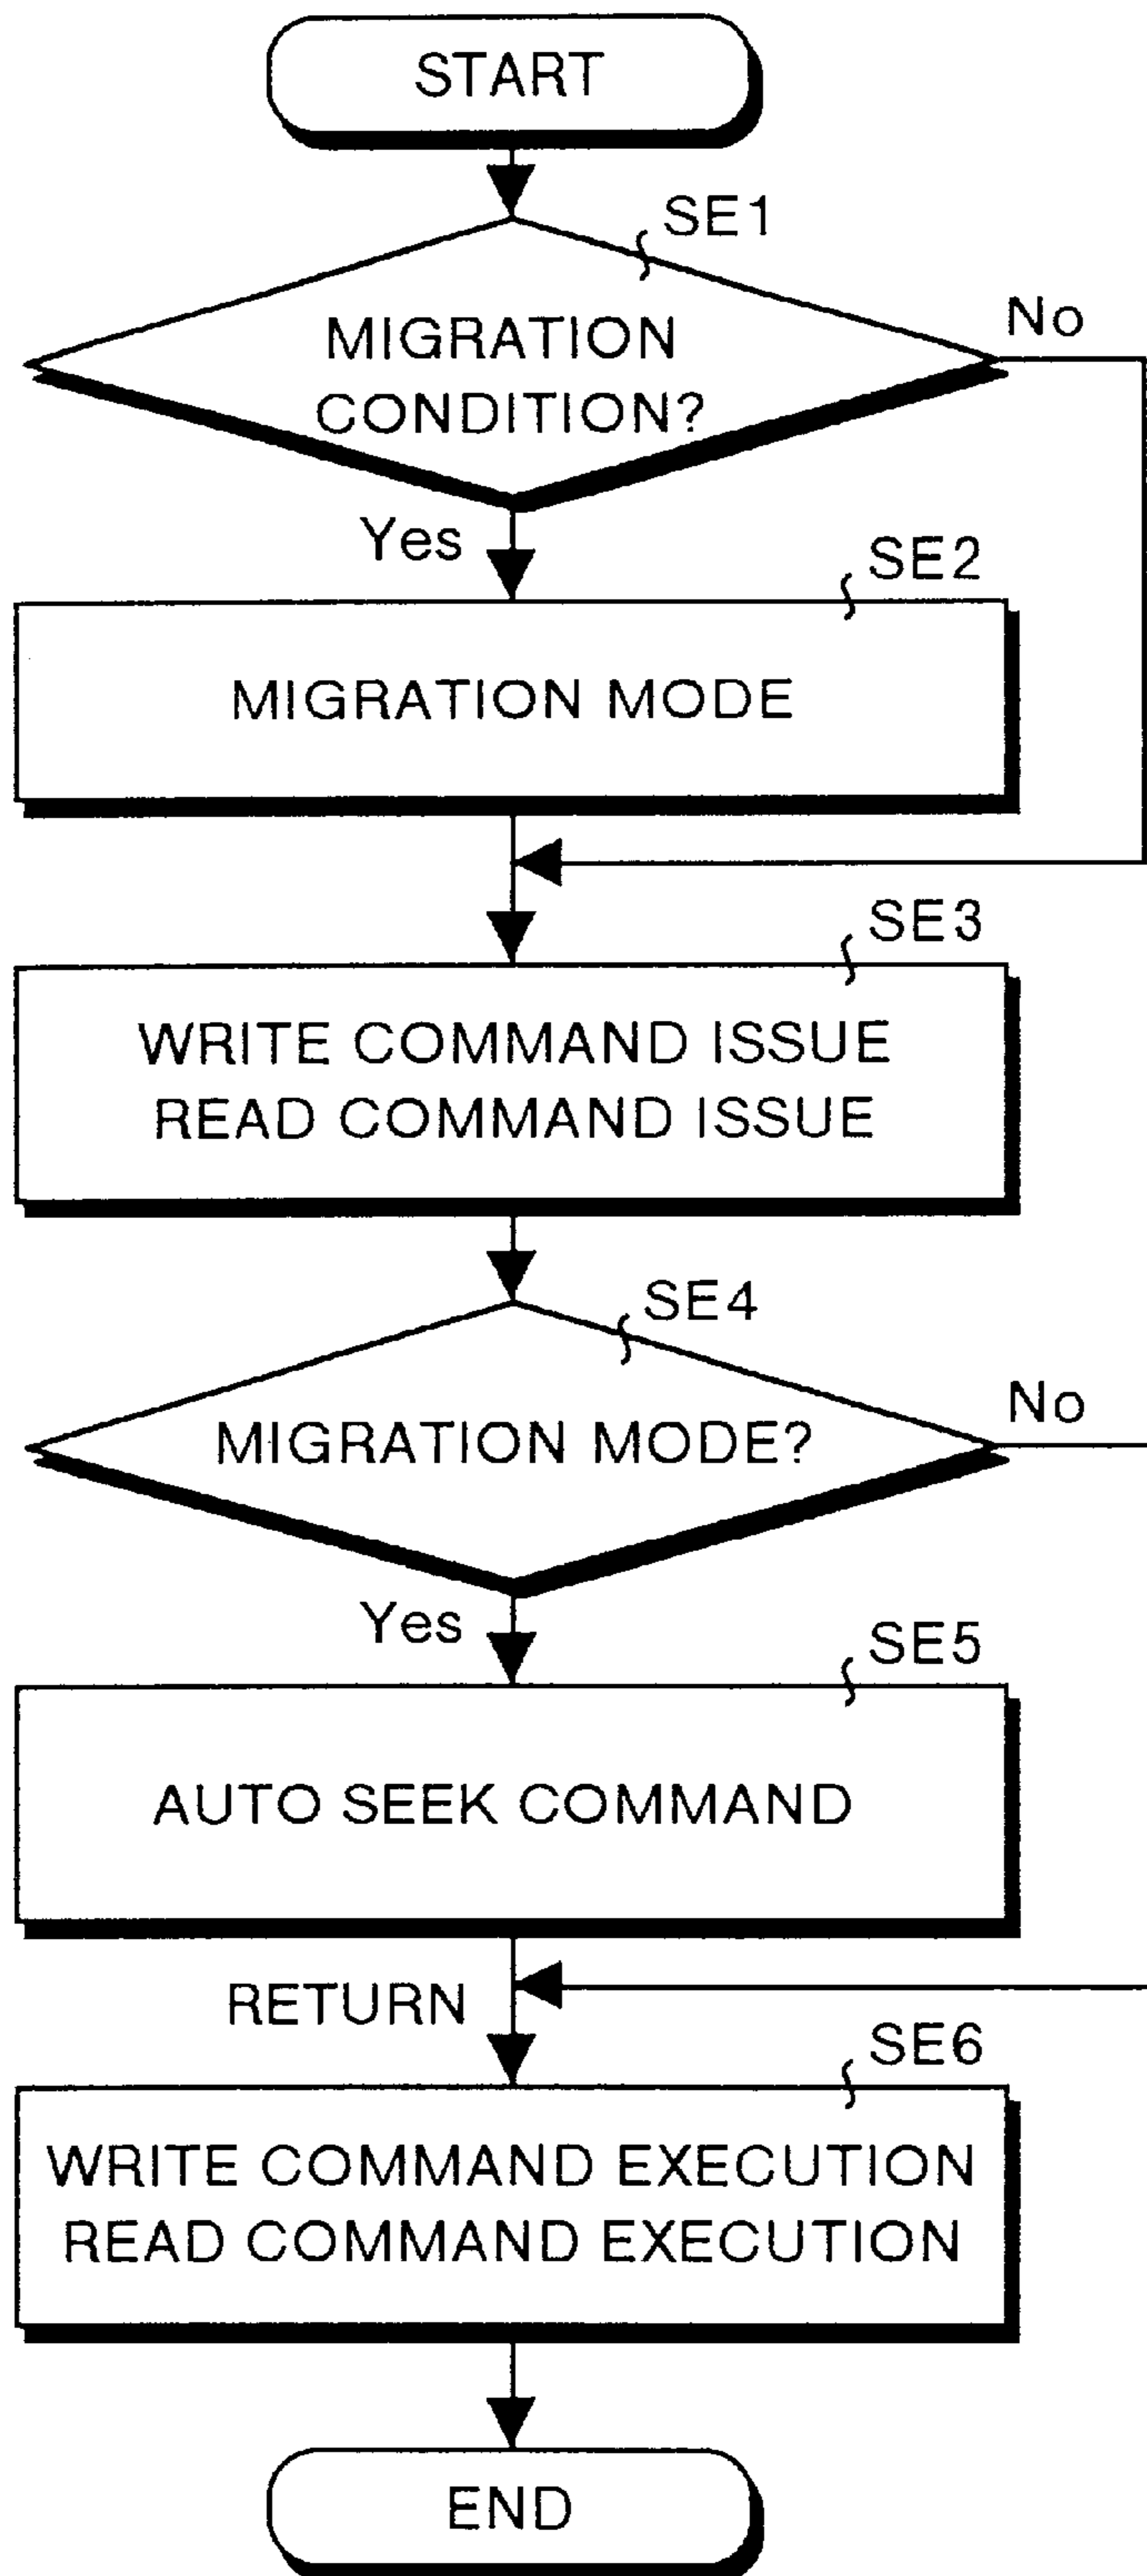 START
SE1
MIGRATION
CONDITION?
No
Yes
SE2
MIGRATION MODE
SE3
WRITE COMMAND ISSUE
READ COMMAND ISSUE
SE4
MIGRATION MODE?
No
Yes
SE5
AUTO SEEK COMMAND
RETURN
SE6
WRITE COMMAND EXECUTION
READ COMMAND EXECUTION
END